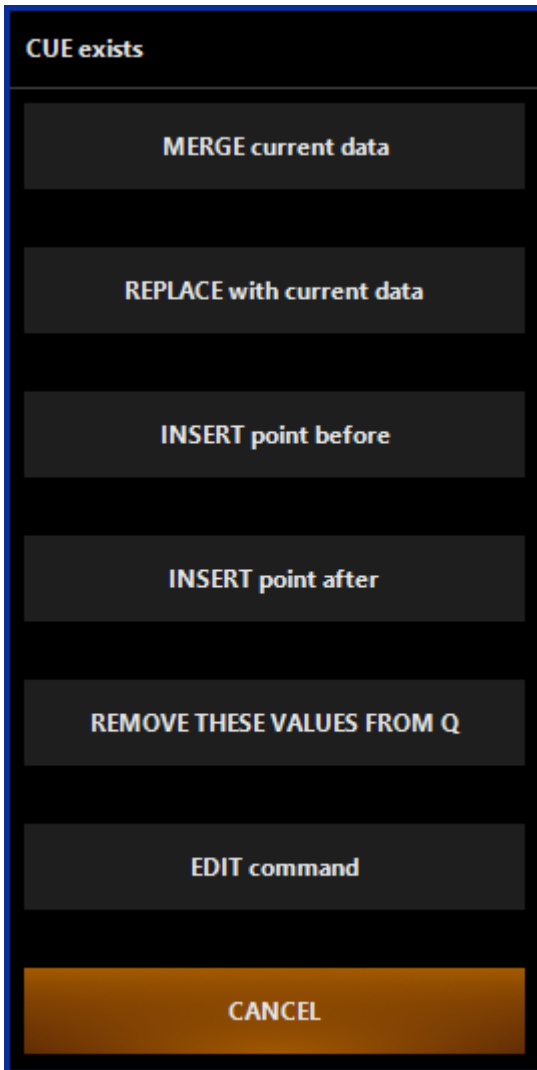 CUE exists
MERGE current data
REPLACE with current data
INSERT point before
INSERT point after
REMOVE THESE VALUES FROM Q
EDIT command
CANCEL